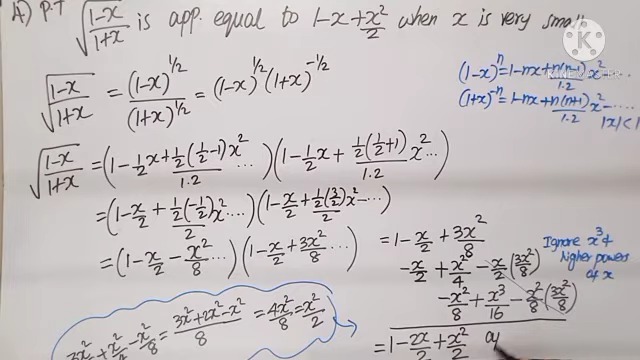 A) P.T √(1-x)/(1+x) is app. equal to 1-x+x²/2 when x is very small
√(1-x)/√(1+x) = (1-x)^1/2 / (1+x)^1/2 = (1-x)^1/2 (1+x)^-1/2
(1-x)^n = 1-nx+n(n-1)/1.2 x² ....
(1+x)^-n = 1-nx+n(n+1)/1.2 x² -.... |x|<1
KINEMASTER
√(1-x)/(1+x) = (1-1/2 x+1/2(1/2-1)x²/1.2 ...)(1-1/2 x+1/2(1/2+1)/1.2 x²...)
= (1-x/2+1/2(-1/2)x²/2 ...)(1-x/2+1/2(3/2)x²/2-...)
= (1-x/2-x²/8...)(1-x/2+3x²/8...)
= 1-x/2+3x²/8
-x/2+x²/4-x/2(3x²/8)
-x²/8+x³/16-x²/8(3x²/8)
Ignore x³ & higher powers of x
3x²/8+x²/4-x²/8 = 3x²+2x²-x²/8 = 4x²/8 = x²/2
= 1-2x/2+x²/2